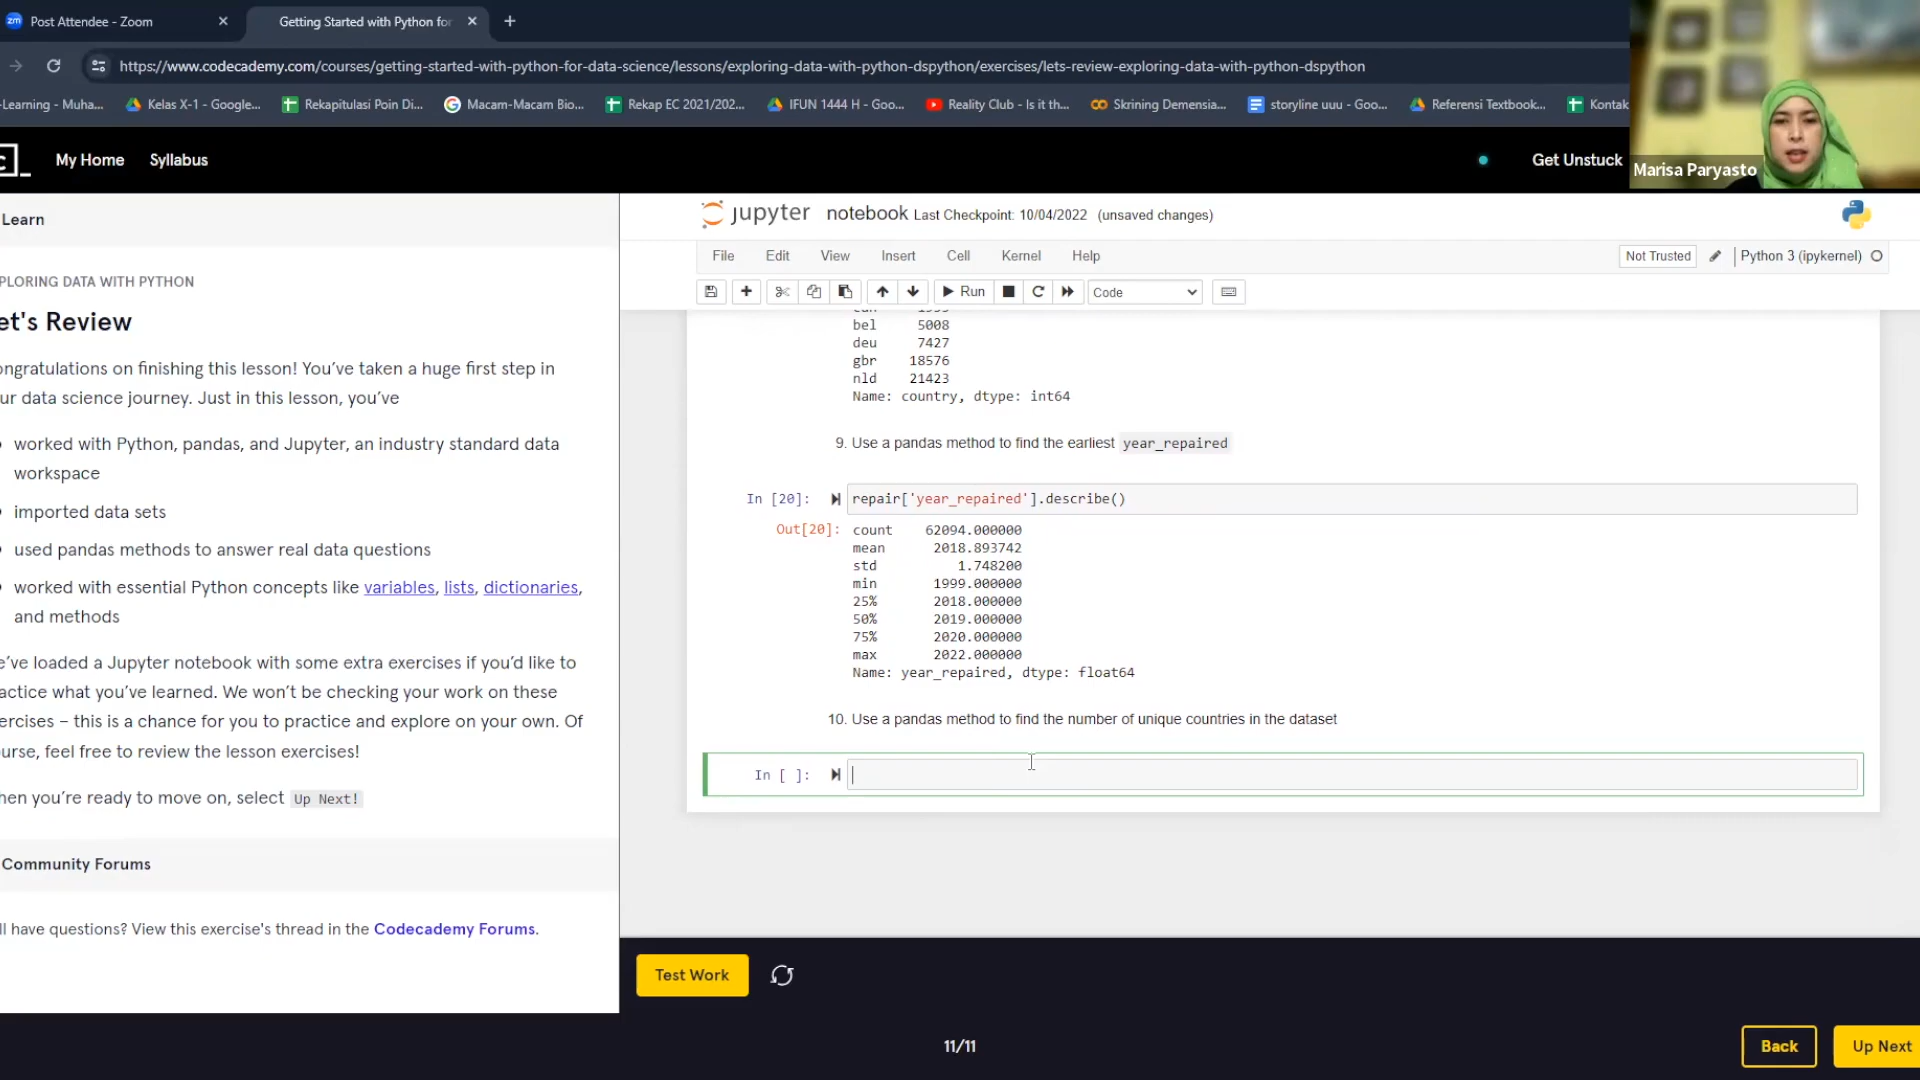 Post Attendee - Zoom
Getting Started with Python for
https://www.codecademy.com/courses/getting-started-with-python-for-data-science/lessons/exploring-data-with-python-dspython/exercises/lets-review-exploring-data-with-python-dspython
-Learning - Muha...
Kelas X-1 - Google...
Rekapitulasi Poin Di...
Macam-Macam Bio...
Rekap EC 2021/202...
IFUN 1444 H - Goo...
Reality Club - Is it th...
Skrining Demensia...
storyline uuu - Goo...
Referensi Textbook...
Kontak
My Home
Syllabus
Get Unstuck
Marisa Paryasto
Learn
PLORING DATA WITH PYTHON
et's Review
ongratulations on finishing this lesson! You've taken a huge first step in
ur data science journey. Just in this lesson, you've
worked with Python, pandas, and Jupyter, an industry standard data
workspace
imported data sets
used pandas methods to answer real data questions
worked with essential Python concepts like variables, lists, dictionaries,
and methods
e've loaded a Jupyter notebook with some extra exercises if you'd like to
actice what you've learned. We won't be checking your work on these
ercises – this is a chance for you to practice and explore on your own. Of
urse, feel free to review the lesson exercises!
hen you're ready to move on, select Up Next!
Community Forums
ll have questions? View this exercise's thread in the Codecademy Forums.
jupyter notebook Last Checkpoint: 10/04/2022 (unsaved changes)
File Edit View Insert Cell Kernel Help
Not Trusted
Python 3 (ipykernel)
Run
Code
bel 5008
deu 7427
gbr 18576
nld 21423
Name: country, dtype: int64
9. Use a pandas method to find the earliest year_repaired
In [20]: repair['year_repaired'].describe()
Out[20]: count 62094.000000
mean 2018.893742
std 1.748200
min 1999.000000
25% 2018.000000
50% 2019.000000
75% 2020.000000
max 2022.000000
Name: year_repaired, dtype: float64
10. Use a pandas method to find the number of unique countries in the dataset
In [ ]:
Test Work
11/11
Back
Up Next